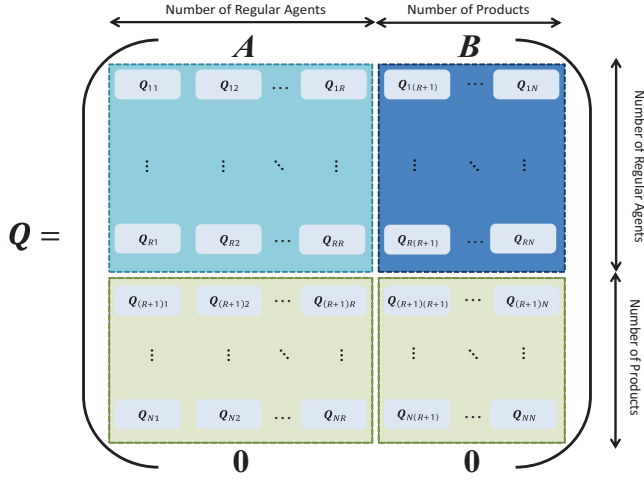 Number of Regular Agents Number of Products
A B
Q₁₁ Q₁₂ ... Q₁R Q₁₍R₊₁₎ ... Q₁N
⋮ ⋮ ⋱ ⋮ ⋮ ⋱ ⋮
Number of Regular Agents
QR₁ QR₂ ... QRR QR₍R₊₁₎ ... QRN
Q =
Q₍R₊₁₎₁ Q₍R₊₁₎₂ ... Q₍R₊₁₎R Q₍R₊₁₎₍R₊₁₎ ... Q₍R₊₁₎N
⋮ ⋮ ⋱ ⋮ ⋮ ⋱ ⋮
Number of Products
QN₁ QN₂ ... QNR QN₍R₊₁₎ ... QNN
0 0